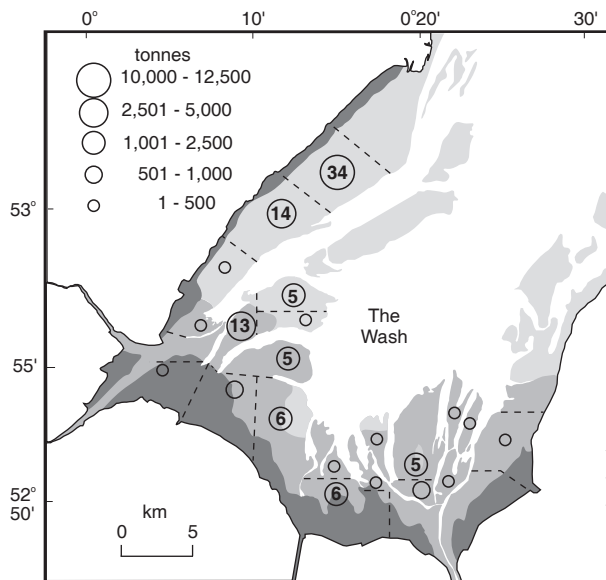 0° 10' 0°20' 30'
tonnes
10,000 - 12,500
2,501 - 5,000
1,001 - 2,500
501 - 1,000
1 - 500
34
53°
14
5
The
Wash
13
5
55'
6
5
6
52°
50'
km
0 5